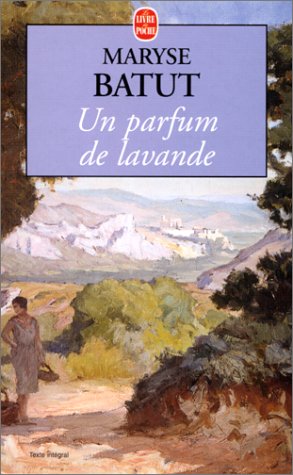 Le
LIVRE
de
POCHE
MARYSE
BATUT
Un parfum
de lavande
Texte intégral